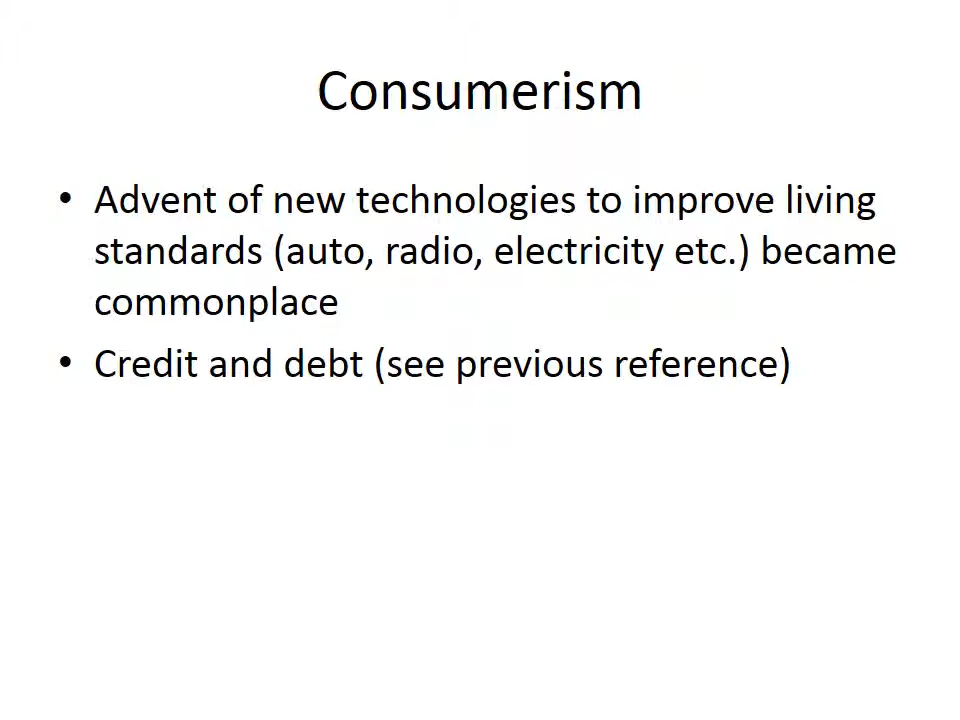 Consumerism
• Advent of new technologies to improve living
standards (auto, radio, electricity etc.) became
commonplace
• Credit and debt (see previous reference)